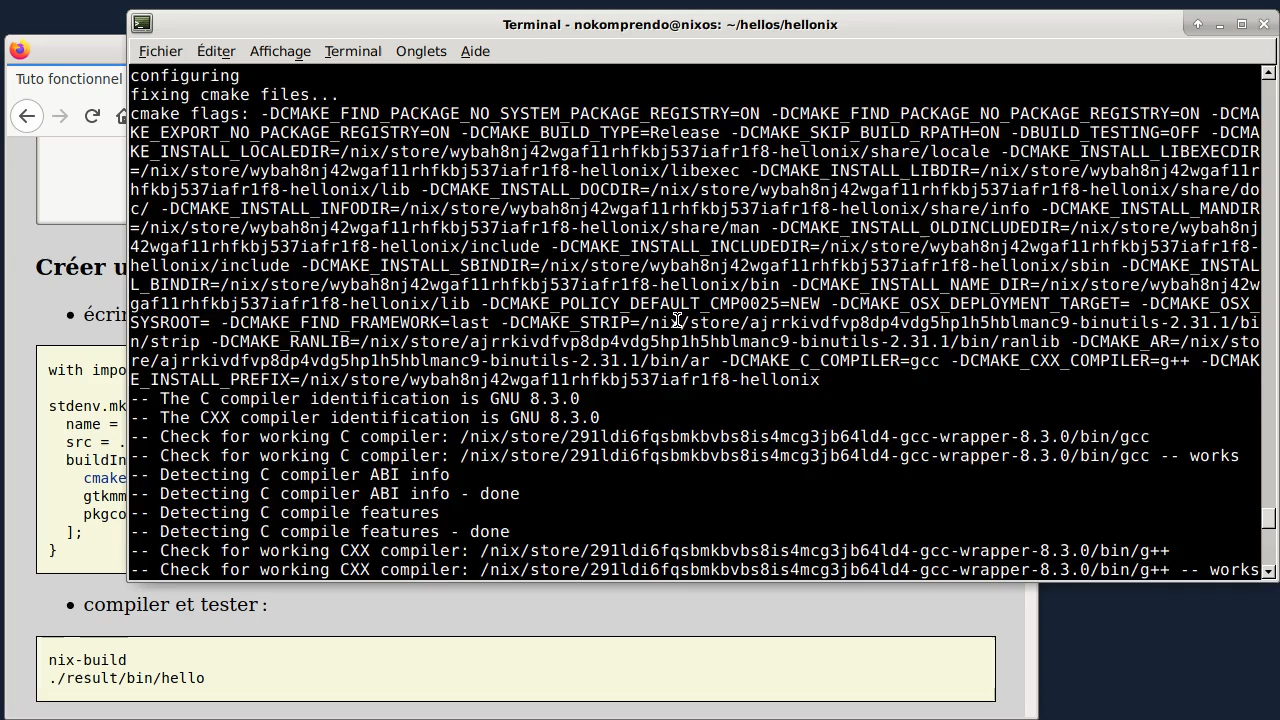 Terminal - nokomprendo@nixos: ~/hellos/hellonix
Fichier Éditer Affichage Terminal Onglets Aide
configuring
fixing cmake files...
cmake flags: -DCMAKE_FIND_PACKAGE_NO_SYSTEM_PACKAGE_REGISTRY=ON -DCMAKE_FIND_PACKAGE_NO_PACKAGE_REGISTRY=ON -DCMA
KE_EXPORT_NO_PACKAGE_REGISTRY=ON -DCMAKE_BUILD_TYPE=Release -DCMAKE_SKIP_BUILD_RPATH=ON -DBUILD_TESTING=OFF -DCMA
KE_INSTALL_LOCALEDIR=/nix/store/wybah8nj42wgaf11rhfkbj537iafr1f8-hellonix/share/locale -DCMAKE_INSTALL_LIBEXECDIR
=/nix/store/wybah8nj42wgaf11rhfkbj537iafr1f8-hellonix/libexec -DCMAKE_INSTALL_LIBDIR=/nix/store/wybah8nj42wgaf11r
hfkbj537iafr1f8-hellonix/lib -DCMAKE_INSTALL_DOCDIR=/nix/store/wybah8nj42wgaf11rhfkbj537iafr1f8-hellonix/share/do
c/ -DCMAKE_INSTALL_INFODIR=/nix/store/wybah8nj42wgaf11rhfkbj537iafr1f8-hellonix/share/info -DCMAKE_INSTALL_MANDIR
=/nix/store/wybah8nj42wgaf11rhfkbj537iafr1f8-hellonix/share/man -DCMAKE_INSTALL_OLDINCLUDEDIR=/nix/store/wybah8nj
42wgaf11rhfkbj537iafr1f8-hellonix/include -DCMAKE_INSTALL_INCLUDEDIR=/nix/store/wybah8nj42wgaf11rhfkbj537iafr1f8-
hellonix/include -DCMAKE_INSTALL_SBINDIR=/nix/store/wybah8nj42wgaf11rhfkbj537iafr1f8-hellonix/sbin -DCMAKE_INSTAL
L_BINDIR=/nix/store/wybah8nj42wgaf11rhfkbj537iafr1f8-hellonix/bin -DCMAKE_INSTALL_NAME_DIR=/nix/store/wybah8nj42w
gaf11rhfkbj537iafr1f8-hellonix/lib -DCMAKE_POLICY_DEFAULT_CMP0025=NEW -DCMAKE_OSX_DEPLOYMENT_TARGET= -DCMAKE_OSX_
SYSROOT= -DCMAKE_FIND_FRAMEWORK=last -DCMAKE_STRIP=/nix/store/ajrrkivdfvp8dp4vdg5hp1h5hblmanc9-binutils-2.31.1/bi
n/strip -DCMAKE_RANLIB=/nix/store/ajrrkivdfvp8dp4vdg5hp1h5hblmanc9-binutils-2.31.1/bin/ranlib -DCMAKE_AR=/nix/sto
re/ajrrkivdfvp8dp4vdg5hp1h5hblmanc9-binutils-2.31.1/bin/ar -DCMAKE_C_COMPILER=gcc -DCMAKE_CXX_COMPILER=g++ -DCMAK
E_INSTALL_PREFIX=/nix/store/wybah8nj42wgaf11rhfkbj537iafr1f8-hellonix
-- The C compiler identification is GNU 8.3.0
-- The CXX compiler identification is GNU 8.3.0
-- Check for working C compiler: /nix/store/291ldi6fqsbmkbvbs8is4mcg3jb64ld4-gcc-wrapper-8.3.0/bin/gcc
-- Check for working C compiler: /nix/store/291ldi6fqsbmkbvbs8is4mcg3jb64ld4-gcc-wrapper-8.3.0/bin/gcc -- works
-- Detecting C compiler ABI info
-- Detecting C compiler ABI info - done
-- Detecting C compile features
-- Detecting C compile features - done
-- Check for working CXX compiler: /nix/store/291ldi6fqsbmkbvbs8is4mcg3jb64ld4-gcc-wrapper-8.3.0/bin/g++
-- Check for working CXX compiler: /nix/store/291ldi6fqsbmkbvbs8is4mcg3jb64ld4-gcc-wrapper-8.3.0/bin/g++ -- works
Tuto fonctionnel
Créer u
• écrir
with impo
stdenv.mk
name =
src = .
buildIn
cmake
gtkmm
pkgco
];
}
• compiler et tester :
nix-build
./result/bin/hello